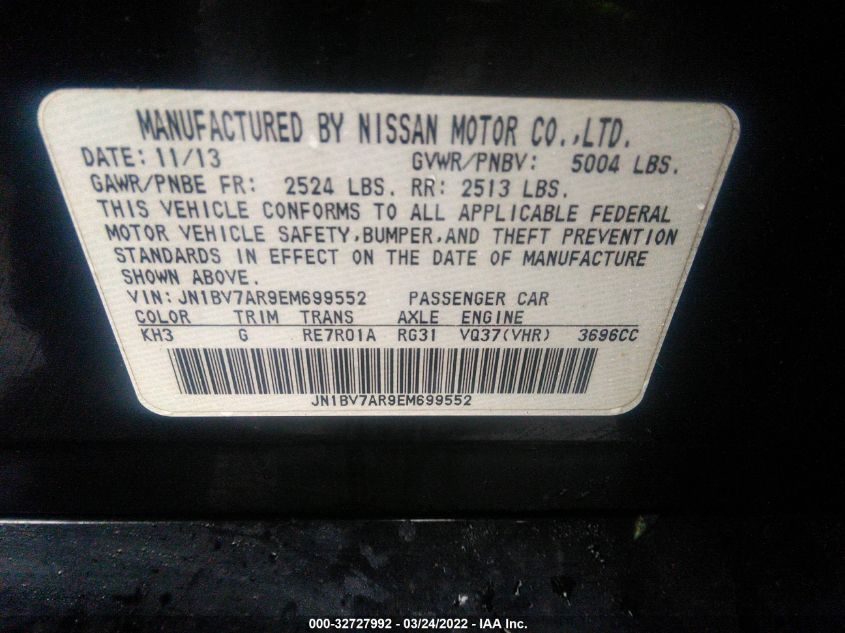 MANUFACTURED BY NISSAN MOTOR CO.,LTD.
DATE: 11/13 GVWR/PNBV: 5004 LBS.
GAWR/PNBE FR: 2524 LBS. RR: 2513 LBS.
THIS VEHICLE CONFORMS TO ALL APPLICABLE FEDERAL
MOTOR VEHICLE SAFETY,BUMPER,AND THEFT PREVENTION
STANDARDS IN EFFECT ON THE DATE OF MANUFACTURE
SHOWN ABOVE.
VIN: JN1BV7AR9EM699552 PASSENGER CAR
COLOR TRIM TRANS AXLE ENGINE
KH3 G RE7R01A RG31 VQ37(VHR) 3696CC
JN1BV7AR9EM699552
000-32727992 - 03/24/2022 - IAA Inc.